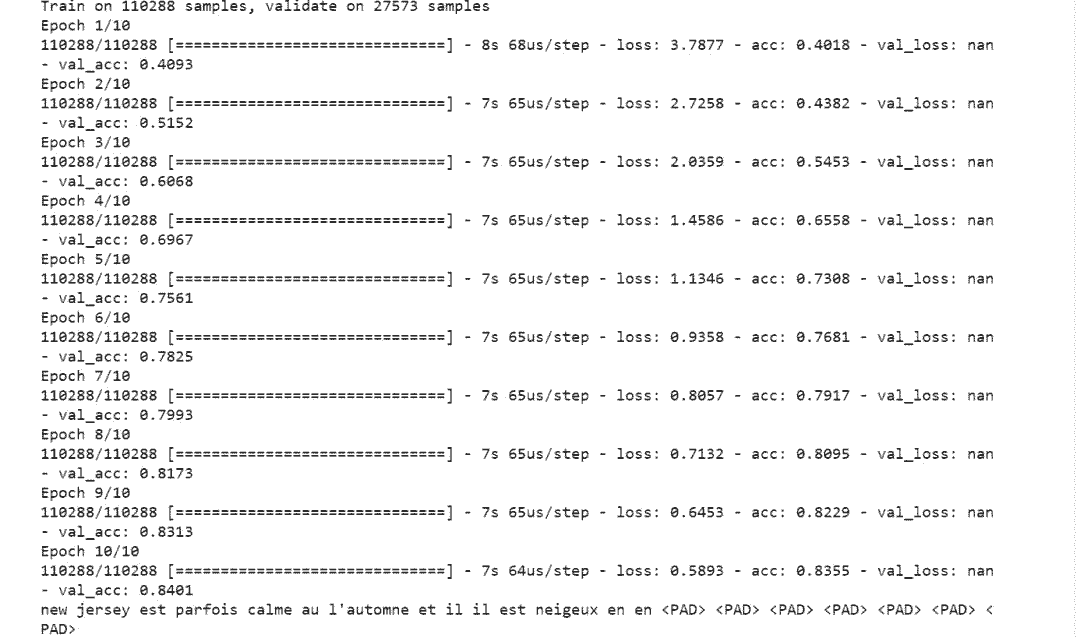 Train on 110288 samples, validate on 27573 samples
Epoch 1/10
110288/110288 [==============================] - 8s 68us/step - loss: 3.7877 - acc: 0.4018 - val_loss: nan
- val_acc: 0.4093
Epoch 2/10
110288/110288 [==============================] - 7s 65us/step - loss: 2.7258 - acc: 0.4382 - val_loss: nan
- val_acc: 0.5152
Epoch 3/10
110288/110288 [==============================] - 7s 65us/step - loss: 2.0359 - acc: 0.5453 - val_loss: nan
- val_acc: 0.6068
Epoch 4/10
110288/110288 [==============================] - 7s 65us/step - loss: 1.4586 - acc: 0.6558 - val_loss: nan
- val_acc: 0.6967
Epoch 5/10
110288/110288 [==============================] - 7s 65us/step - loss: 1.1346 - acc: 0.7308 - val_loss: nan
- val_acc: 0.7561
Epoch 6/10
110288/110288 [==============================] - 7s 65us/step - loss: 0.9358 - acc: 0.7681 - val_loss: nan
- val_acc: 0.7825
Epoch 7/10
110288/110288 [==============================] - 7s 65us/step - loss: 0.8057 - acc: 0.7917 - val_loss: nan
- val_acc: 0.7993
Epoch 8/10
110288/110288 [==============================] - 7s 65us/step - loss: 0.7132 - acc: 0.8095 - val_loss: nan
- val_acc: 0.8173
Epoch 9/10
110288/110288 [==============================] - 7s 65us/step - loss: 0.6453 - acc: 0.8229 - val_loss: nan
- val_acc: 0.8313
Epoch 10/10
110288/110288 [==============================] - 7s 64us/step - loss: 0.5893 - acc: 0.8355 - val_loss: nan
- val_acc: 0.8401
new jersey est parfois calme au l'automne et il il est neigeux en en <PAD> <PAD> <PAD> <PAD> <PAD> <PAD> <
PAD>